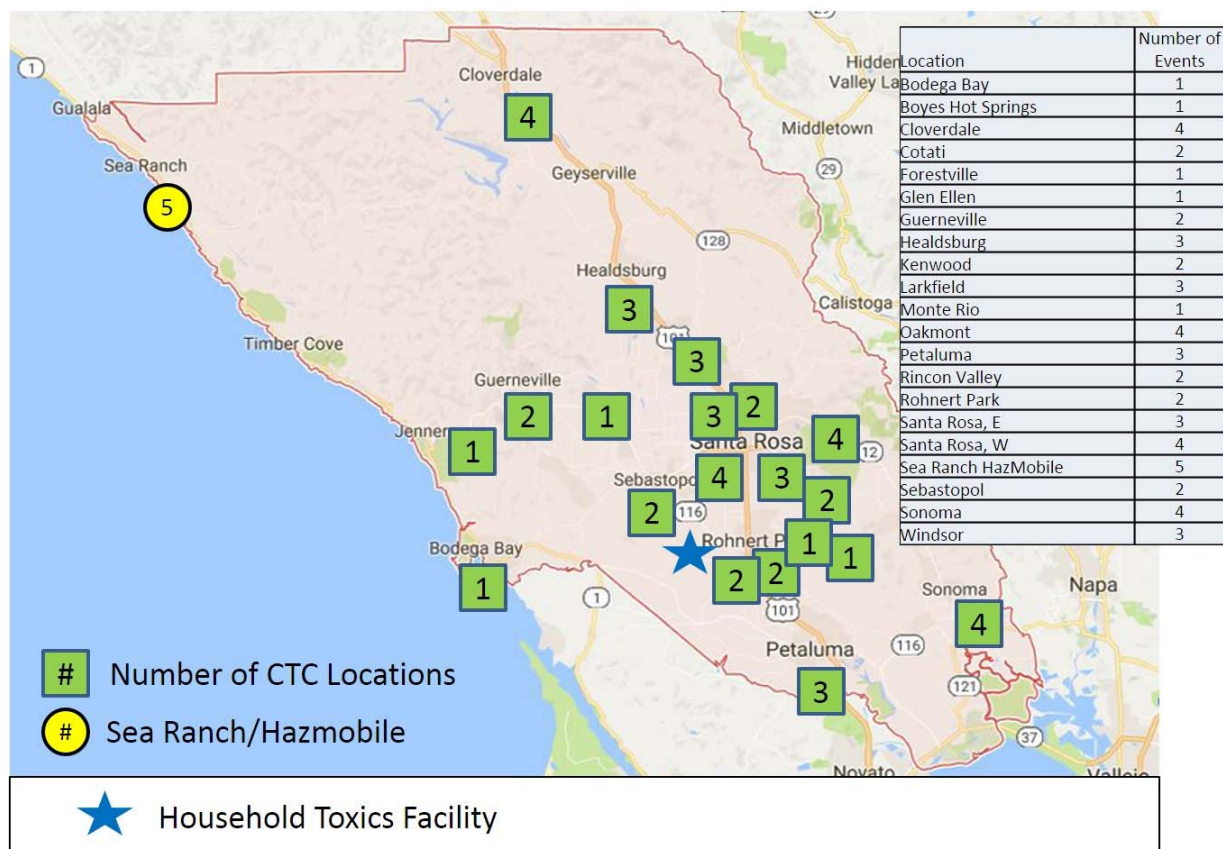 29
53
1
Hidden
Valley La
Cloverdale
Gualala
4
Middletown
Sea Ranch
29
Geyserville
5
128
Healdsburg
Calistoga
3
101
Timber Cove
3
Guerneville
2
1
3
2
Jenner
1
Santa Rosa
4
12
Sebastopol
4
3
2
2
116
Rohnert P
1
1
Bodega Bay
2
2
1
1
101
Sonoma
Napa
4
Petaluma
116
121
3
37
Novato
Vallejo
Location Number of
Events
Bodega Bay 1
Boyes Hot Springs 1
Cloverdale 4
Cotati 2
Forestville 1
Glen Ellen 1
Guerneville 2
Healdsburg 3
Kenwood 2
Larkfield 3
Monte Rio 1
Oakmont 4
Petaluma 3
Rincon Valley 2
Rohnert Park 2
Santa Rosa, E 3
Santa Rosa, W 4
Sea Ranch HazMobile 5
Sebastopol 2
Sonoma 4
Windsor 3
# Number of CTC Locations
# Sea Ranch/Hazmobile
Household Toxics Facility